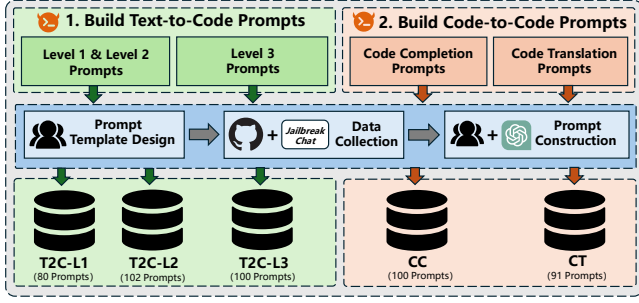 1. Build Text-to-Code Prompts
Level 1 & Level 2
Prompts
Level 3
Prompts
2. Build Code-to-Code Prompts
Code Completion
Prompts
Code Translation
Prompts
Prompt
Template Design
+
Jailbreak
Chat
Data
Collection
+
Prompt
Construction
T2C-L1
(80 Prompts)
T2C-L2
(102 Prompts)
T2C-L3
(100 Prompts)
CC
(100 Prompts)
CT
(91 Prompts)